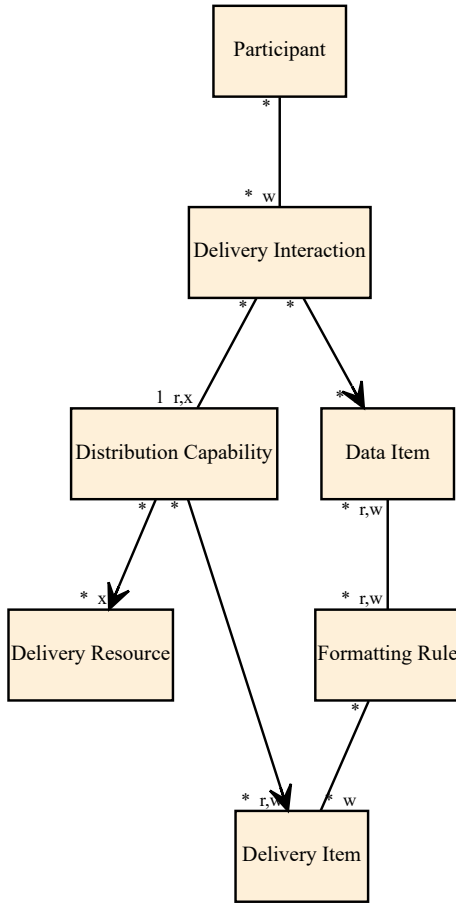 Participant
*
* w
Delivery Interaction
* *
1 r,x *
Distribution Capability Data Item
* * * r,w
* x * r,w
Delivery Resource Formatting Rule
*
* r,w * w
Delivery Item